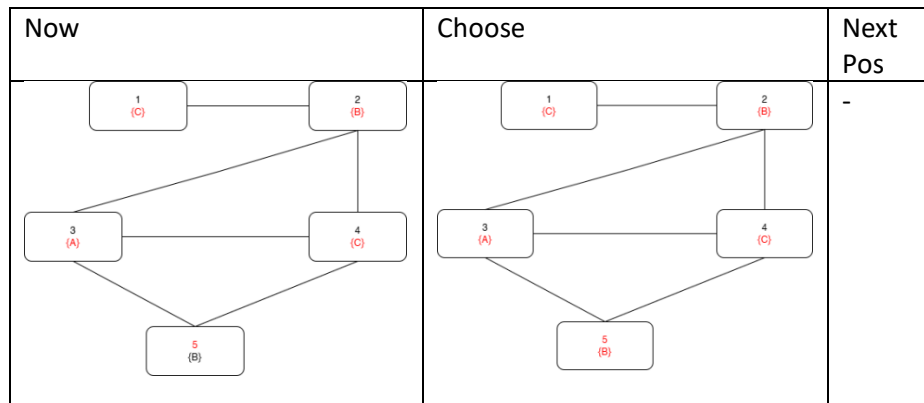 Now
Choose
Next
Pos
1
{C}
2
{B}
3
{A}
4
{C}
5
{B}
1
{C}
2
{B}
3
{A}
4
{C}
5
{B}
-